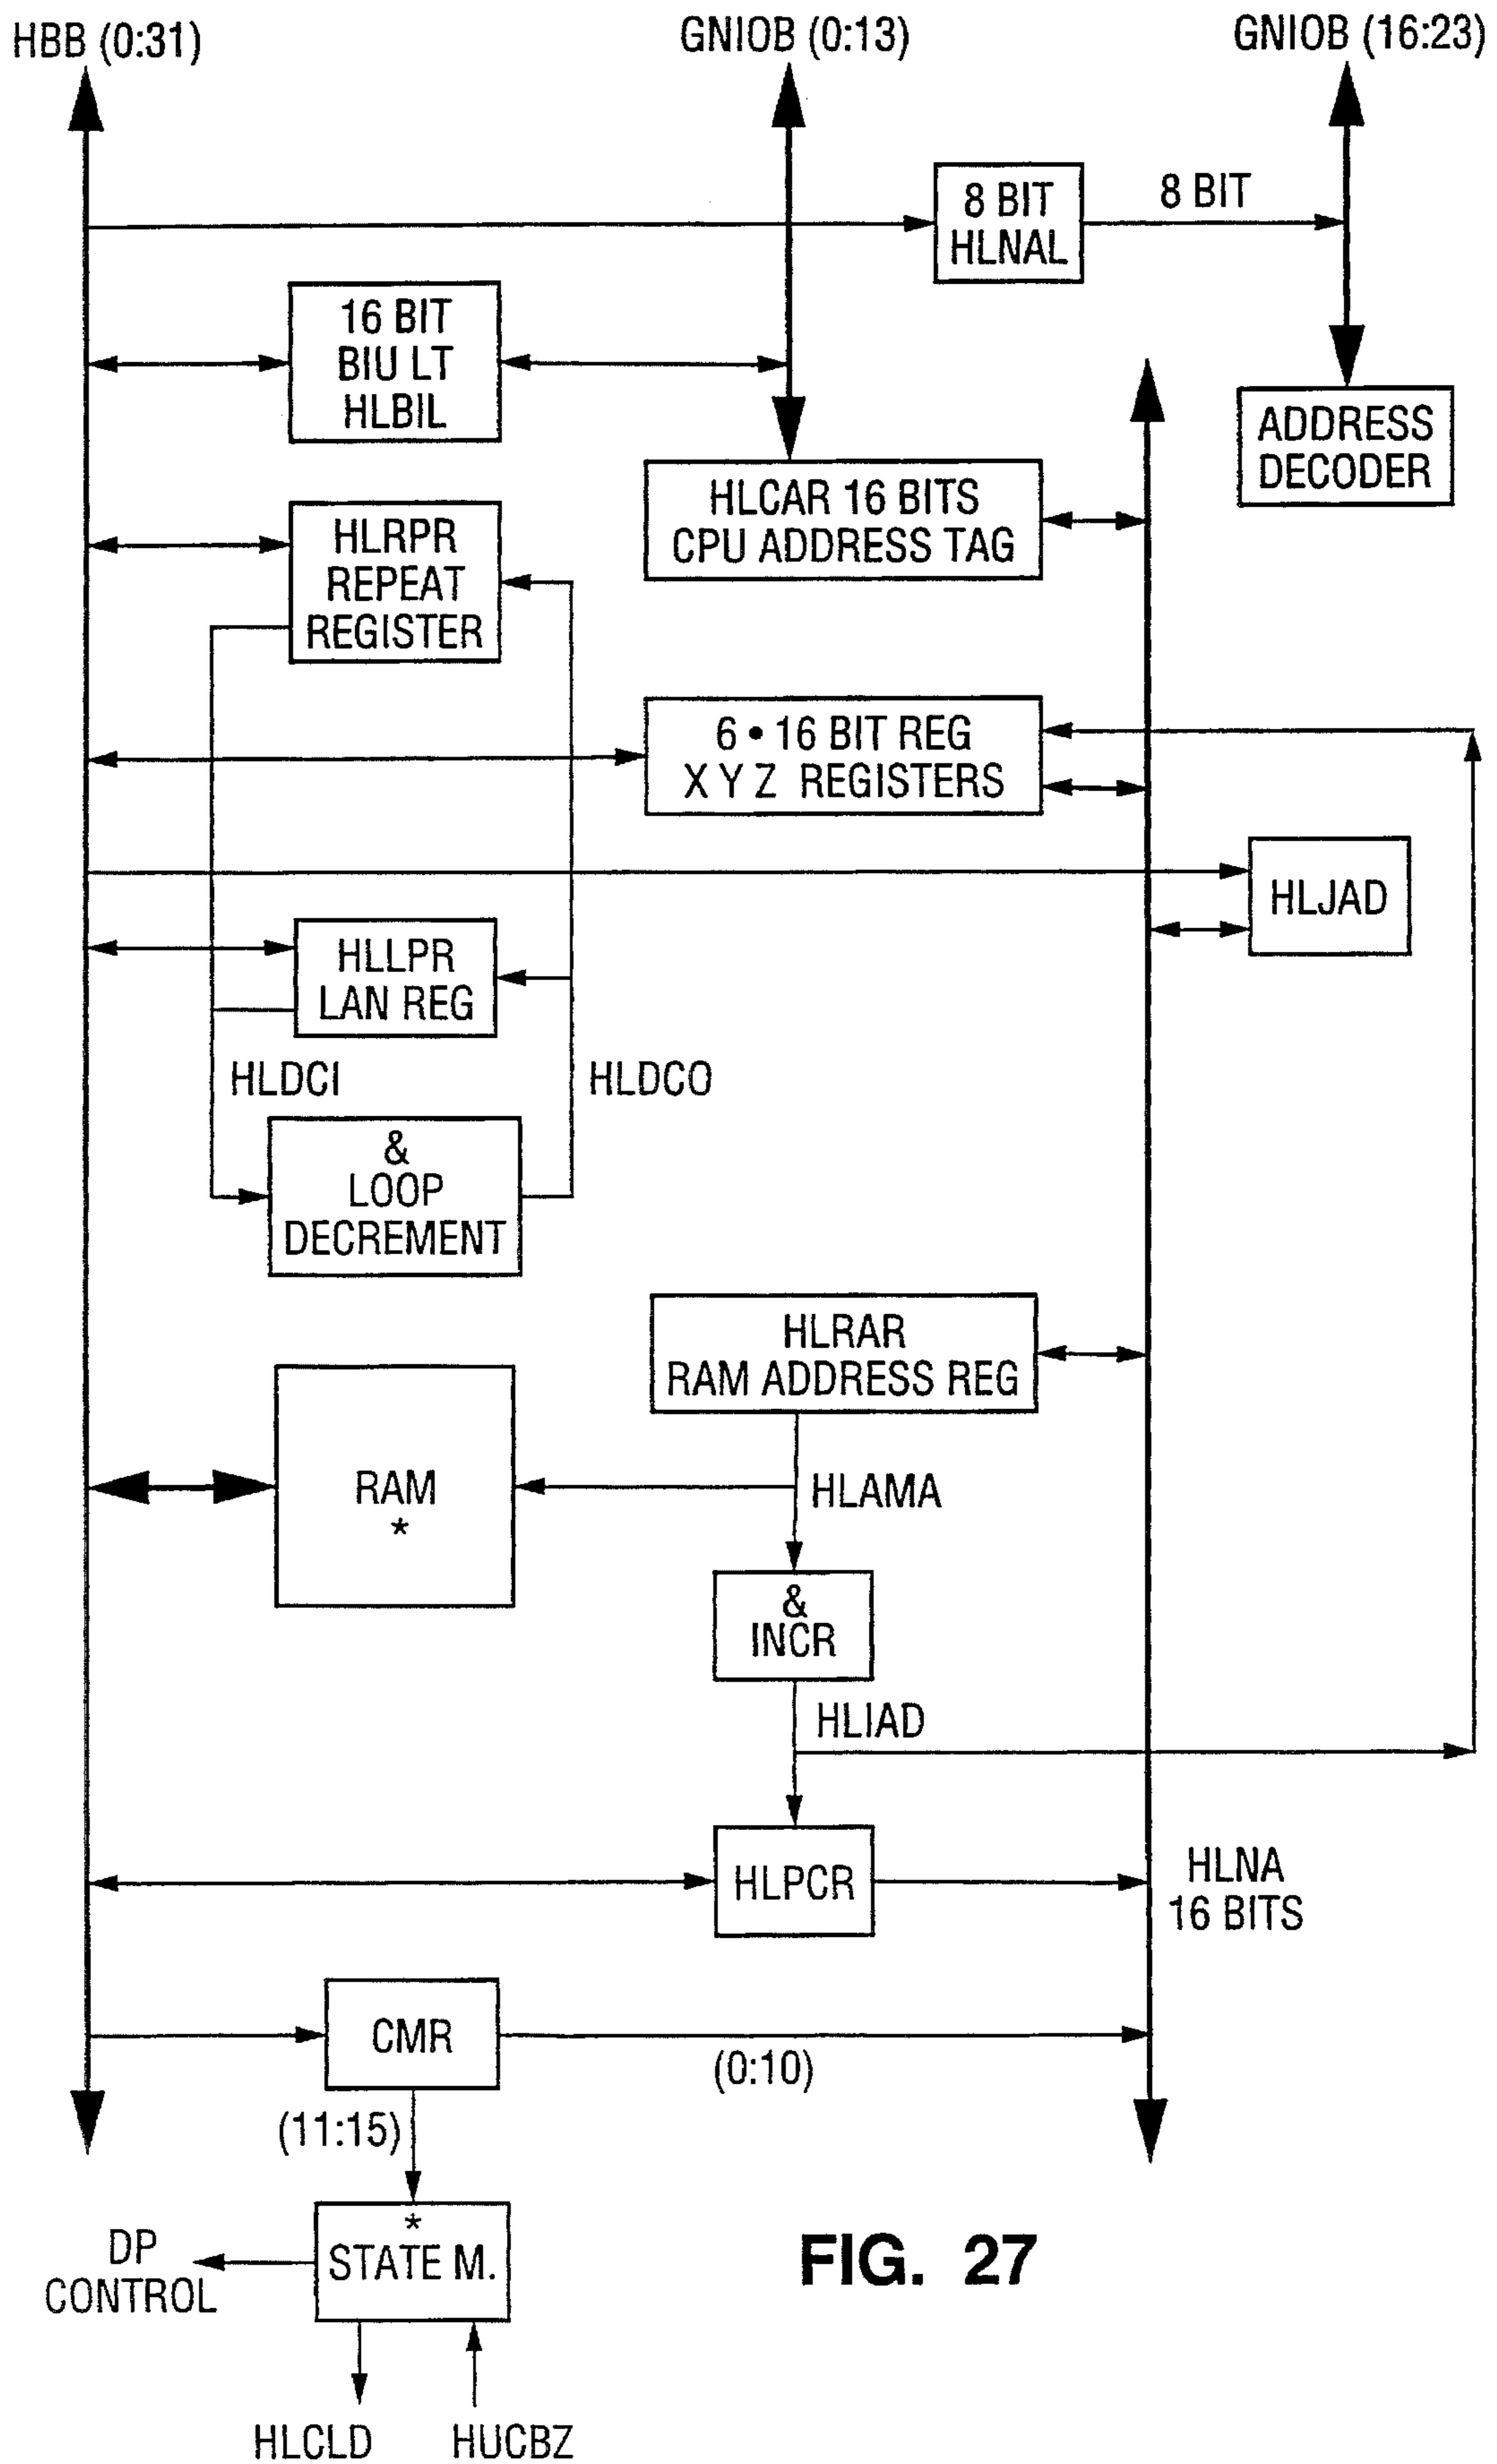 HBB (0:31)
GNIOB (0:13)
GNIOB (16:23)
8 BIT
HLNAL
8 BIT
16 BIT
BIU LT
HLBIL
ADDRESS
DECODER
HLCAR 16 BITS
CPU ADDRESS TAG
HLRPR
REPEAT
REGISTER
6 • 16 BIT REG
X Y Z REGISTERS
HLJAD
HLLPR
LAN REG
HLDCI
HLDCO
&
LOOP
DECREMENT
HLRAR
RAM ADDRESS REG
RAM
*
HLAMA
&
INCR
HLIAD
HLPCR
HLNA
16 BITS
CMR
(0:10)
(11:15)
*
STATE M.
DP
CONTROL
HLCLD
HUCBZ
FIG. 27